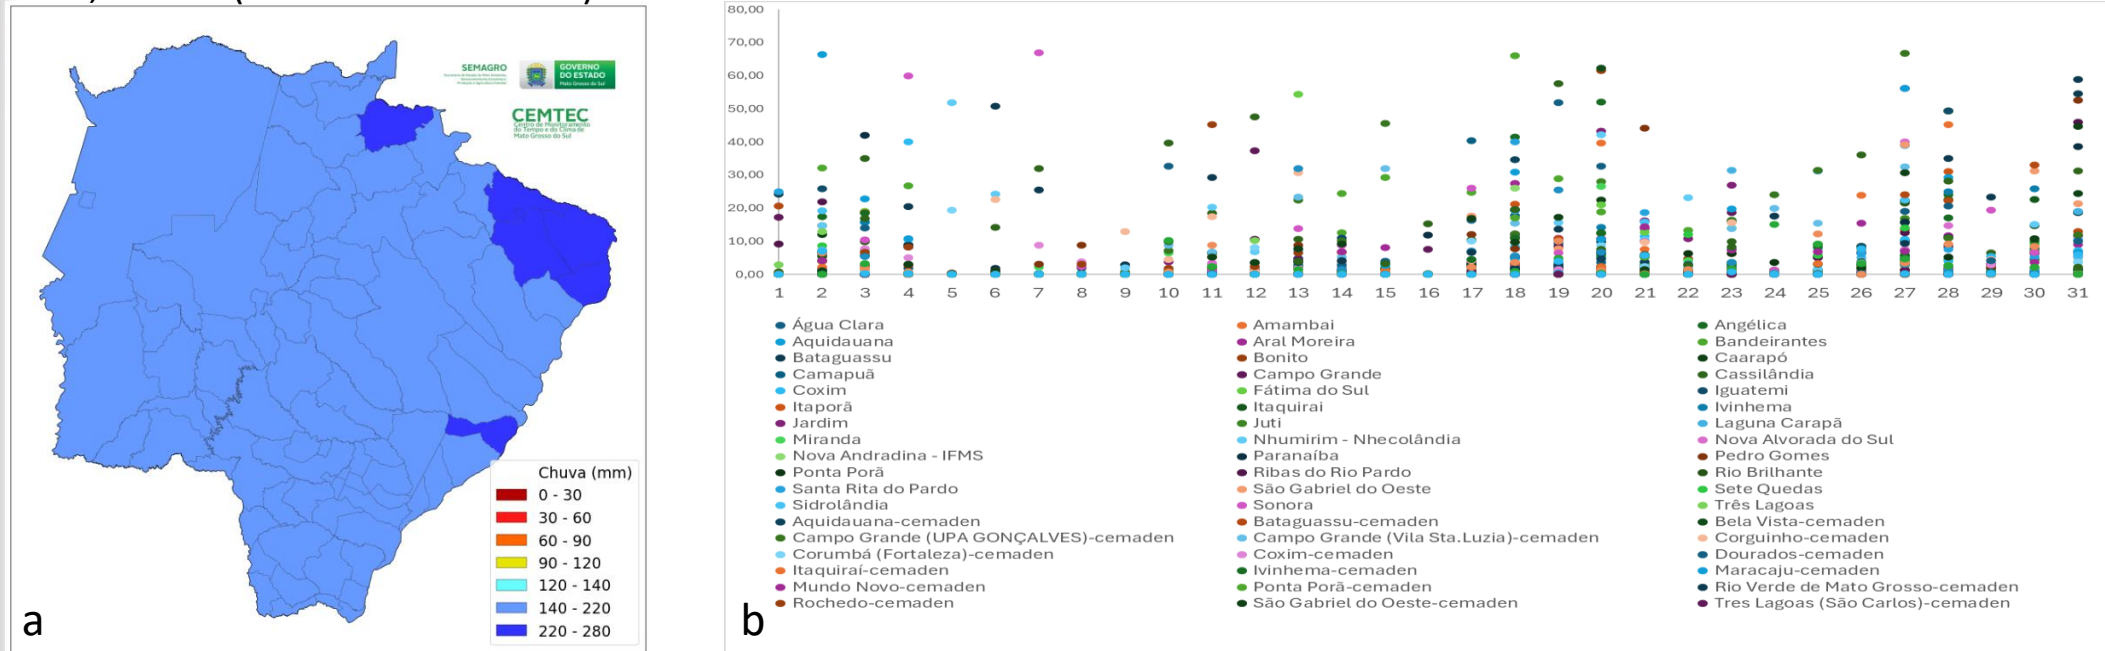 SEMAGRO
GOVERNO
DO ESTADO
Mato Grosso do Sul
CEMTEC
Centro de Monitoramento
do Tempo e do Clima de
Mato Grosso do Sul
Chuva (mm)
0 - 30
30 - 60
60 - 90
90 - 120
120 - 140
140 - 220
220 - 280
a
80,00
70,00
60,00
50,00
40,00
30,00
20,00
10,00
0,00
1 2 3 4 5 6 7 8 9 10 11 12 13 14 15 16 17 18 19 20 21 22 23 24 25 26 27 28 29 30 31
Água Clara Amambai Angélica
Aquidauana Aral Moreira Bandeirantes
Bataguassu Bonito Caarapó
Camapuã Campo Grande Cassilândia
Coxim Fátima do Sul Iguatemi
Itaporã Itaquirai Ivinhema
Jardim Juti Laguna Carapã
Miranda Nhumirim - Nhecolândia Nova Alvorada do Sul
Nova Andradina - IFMS Paranaíba Pedro Gomes
Ponta Porã Ribas do Rio Pardo Rio Brilhante
Santa Rita do Pardo São Gabriel do Oeste Sete Quedas
Sidrolândia Sonora Três Lagoas
Aquidauana-cemaden Bataguassu-cemaden Bela Vista-cemaden
Campo Grande (UPA GONÇALVES)-cemaden Campo Grande (Vila Sta.Luzia)-cemaden Corguinho-cemaden
Corumbá (Fortaleza)-cemaden Coxim-cemaden Dourados-cemaden
Itaquiraí-cemaden Ivinhema-cemaden Maracaju-cemaden
Mundo Novo-cemaden Ponta Porã-cemaden Rio Verde de Mato Grosso-cemaden
Rochedo-cemaden São Gabriel do Oeste-cemaden Tres Lagoas (São Carlos)-cemaden
b